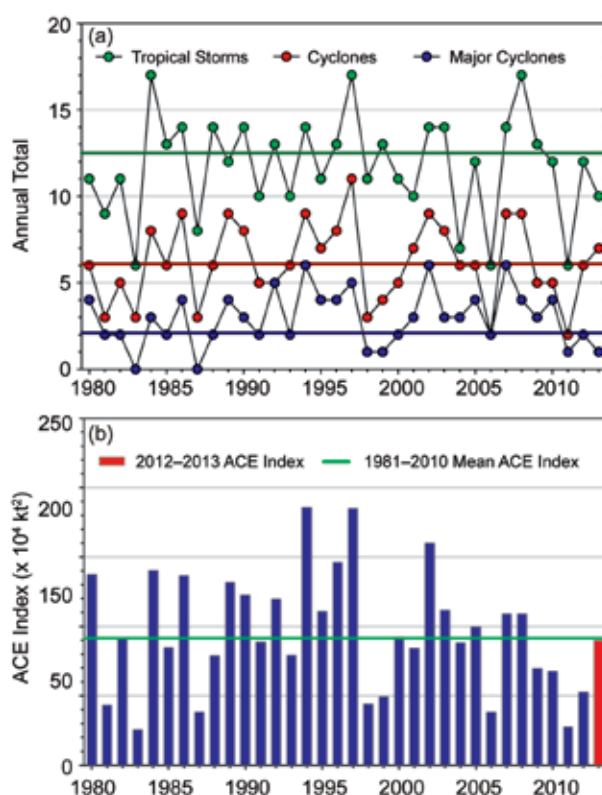 (a)
Tropical Storms Cyclones Major Cyclones
Annual Total
20
15
10
5
0
1980 1985 1990 1995 2000 2005 2010
(b)
2012–2013 ACE Index 1981–2010 Mean ACE Index
ACE Index (x 10⁴ kt²)
250
200
150
50
0
1980 1985 1990 1995 2000 2005 2010